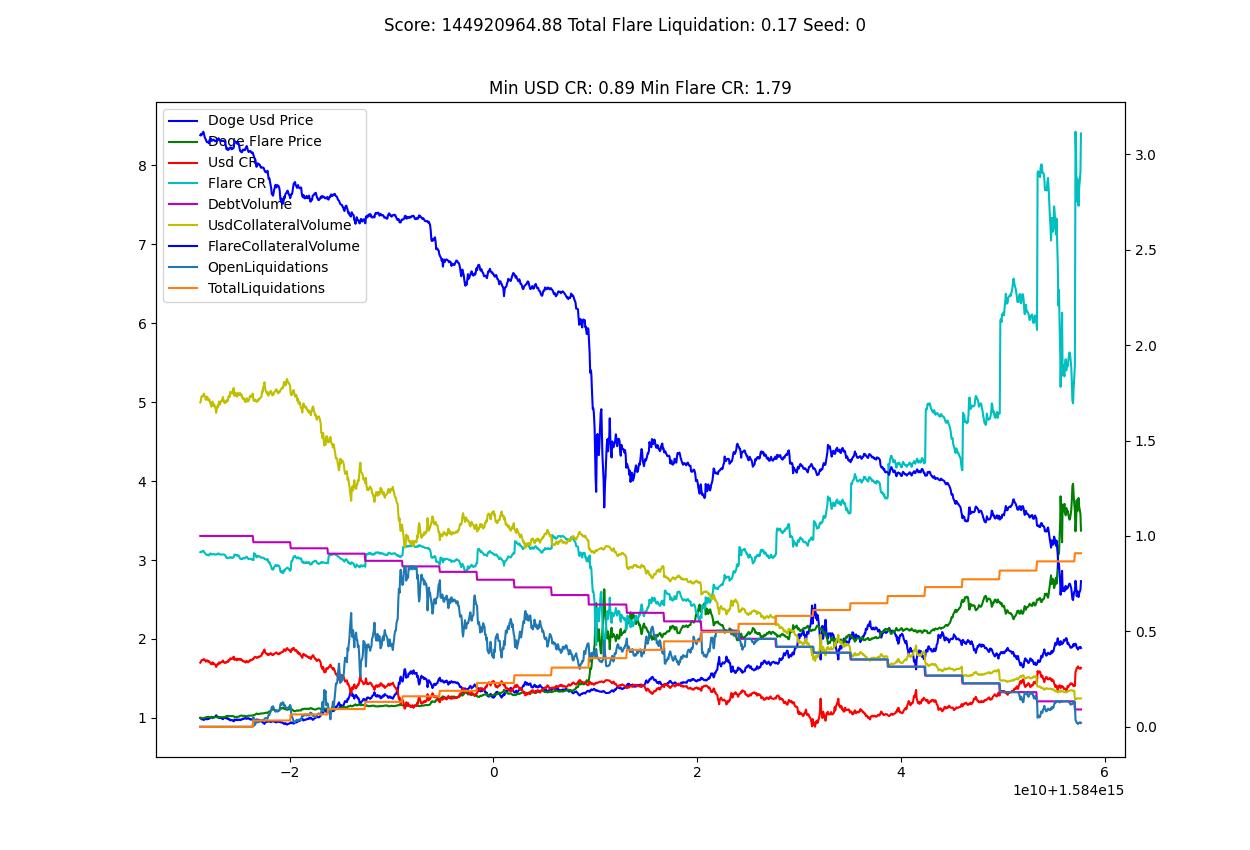 Score: 144920964.88 Total Flare Liquidation: 0.17 Seed: 0
Min USD CR: 0.89 Min Flare CR: 1.79
Doge Usd Price
Doge Flare Price
Usd CR
Flare CR
DebtVolume
UsdCollateralVolume
FlareCollateralVolume
OpenLiquidations
TotalLiquidations
8
7
6
5
4
3
2
1
3.0
2.5
2.0
1.5
1.0
0.5
0.0
−2
0
2
4
6
1e10+1.584e15